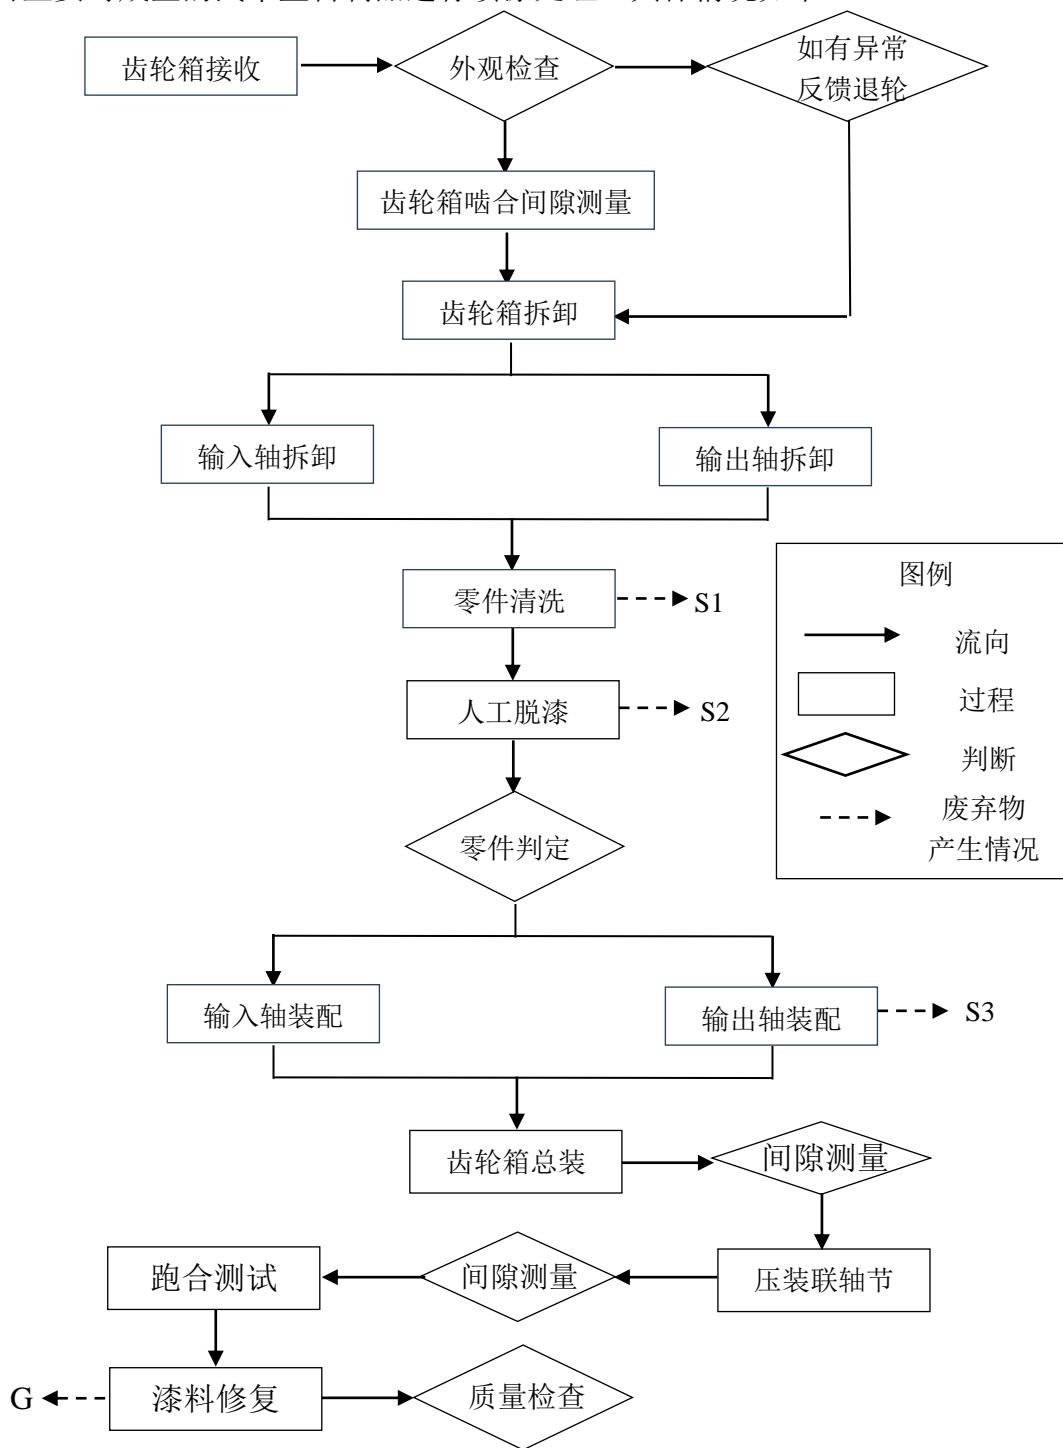 齿轮箱接收
外观检查
如有异常
反馈退轮
齿轮箱啮合间隙测量
齿轮箱拆卸
输入轴拆卸
输出轴拆卸
图例
零件清洗
S1
流向
过程
人工脱漆
S2
判断
废弃物
产生情况
零件判定
输入轴装配
输出轴装配
S3
齿轮箱总装
间隙测量
跑合测试
间隙测量
压装联轴节
G
漆料修复
质量检查